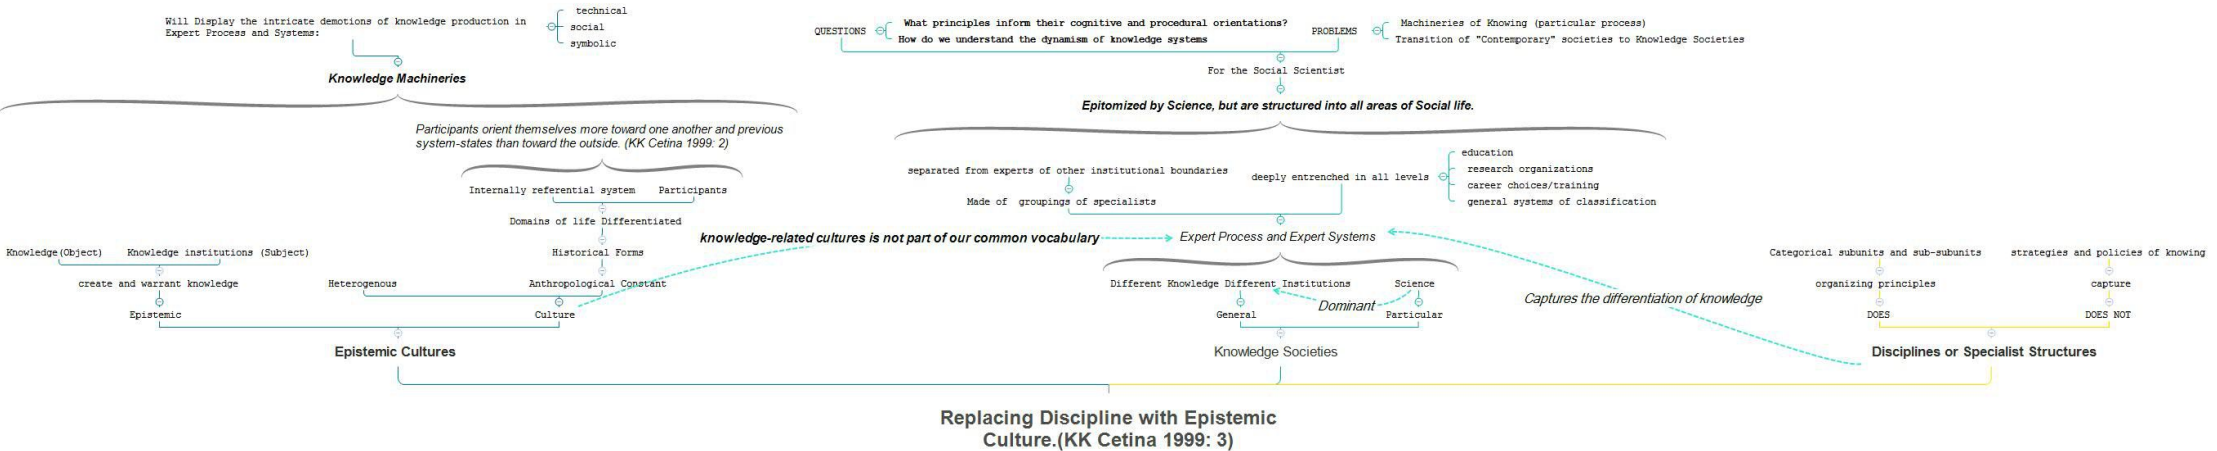 Will Display the intricate demotions of knowledge production in
Expert Process and Systems:
technical
social
symbolic
Knowledge Machineries
Participants orient themselves more toward one another and previous
system-states than toward the outside. (KK Cetina 1999: 2)
Internally referential system
Participants
Domains of life Differentiated
Historical Forms
Knowledge(Object)
Knowledge institutions (Subject)
create and warrant knowledge
Heterogenous
Anthropological Constant
Epistemic
Culture
Epistemic Cultures
QUESTIONS
What principles inform their cognitive and procedural orientations?
How do we understand the dynamism of knowledge systems
PROBLEMS
Machineries of Knowing (particular process)
Transition of "Contemporary" societies to Knowledge Societies
For the Social Scientist
Epitomized by Science, but are structured into all areas of Social life.
separated from experts of other institutional boundaries
Made of  groupings of specialists
deeply entrenched in all levels
education
research organizations
career choices/training
general systems of classification
knowledge-related cultures is not part of our common vocabulary
Expert Process and Expert Systems
Different Knowledge Different Institutions
Science
Dominant
General
Particular
Knowledge Societies
Captures the differentiation of knowledge
Categorical subunits and sub-subunits
strategies and policies of knowing
organizing principles
capture
DOES
DOES NOT
Disciplines or Specialist Structures
Replacing Discipline with Epistemic
Culture.(KK Cetina 1999: 3)